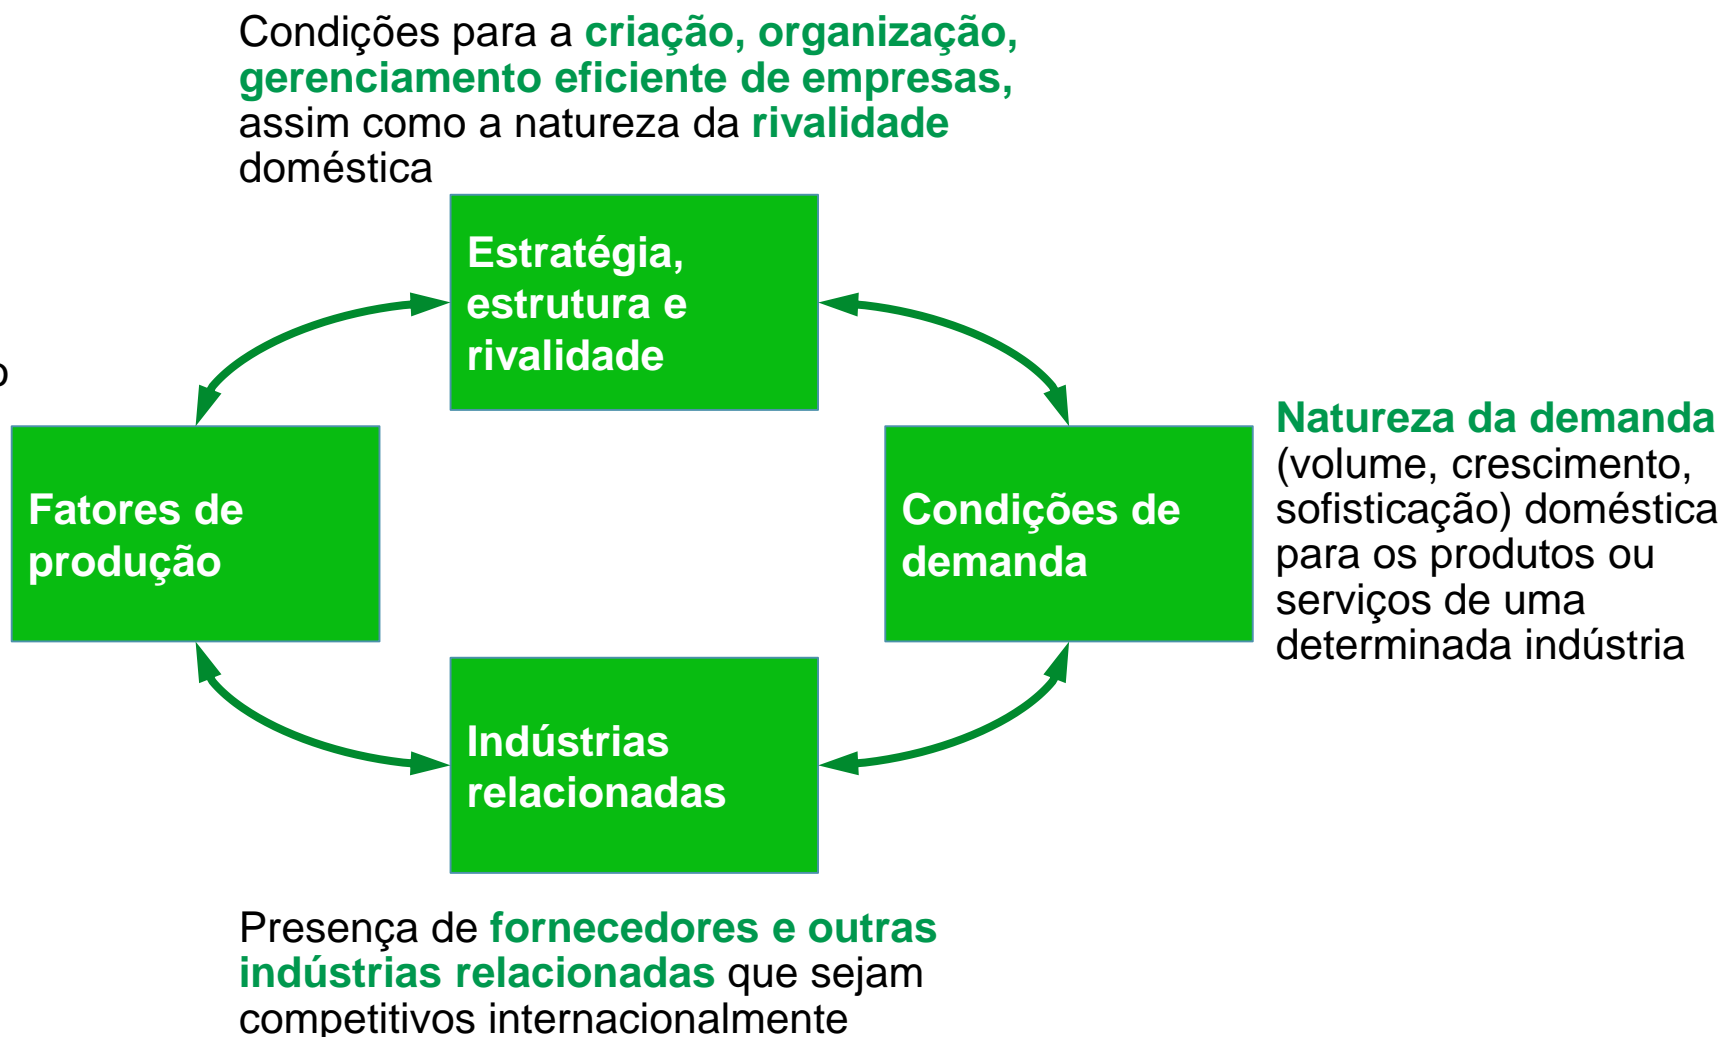 Condições para a criação, organização,
gerenciamento eficiente de empresas,
assim como a natureza da rivalidade
doméstica
Estratégia,
estrutura e
rivalidade
Fatores de
produção
Condições de
demanda
Natureza da demanda
(volume, crescimento,
sofisticação) doméstica
para os produtos ou
serviços de uma
determinada indústria
Indústrias
relacionadas
Presença de fornecedores e outras
indústrias relacionadas que sejam
competitivos internacionalmente